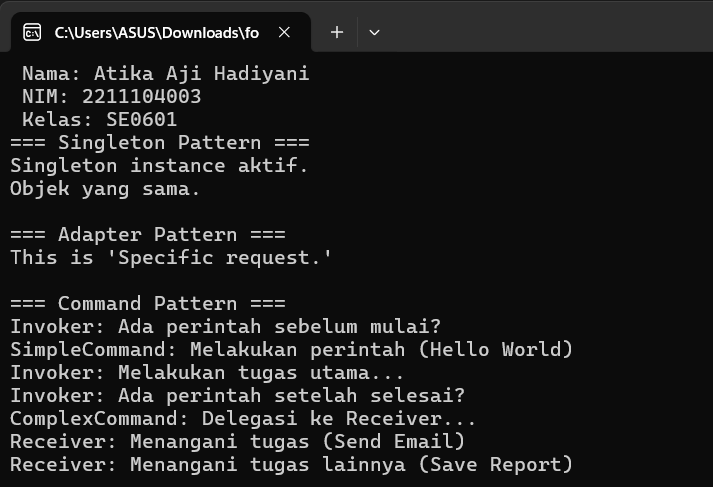 C:\Users\ASUS\Downloads\fo
Nama: Atika Aji Hadiyani
NIM: 2211104003
Kelas: SE0601
=== Singleton Pattern ===
Singleton instance aktif.
Objek yang sama.
=== Adapter Pattern ===
This is 'Specific request.'
=== Command Pattern ===
Invoker: Ada perintah sebelum mulai?
SimpleCommand: Melakukan perintah (Hello World)
Invoker: Melakukan tugas utama...
Invoker: Ada perintah setelah selesai?
ComplexCommand: Delegasi ke Receiver...
Receiver: Menangani tugas (Send Email)
Receiver: Menangani tugas lainnya (Save Report)